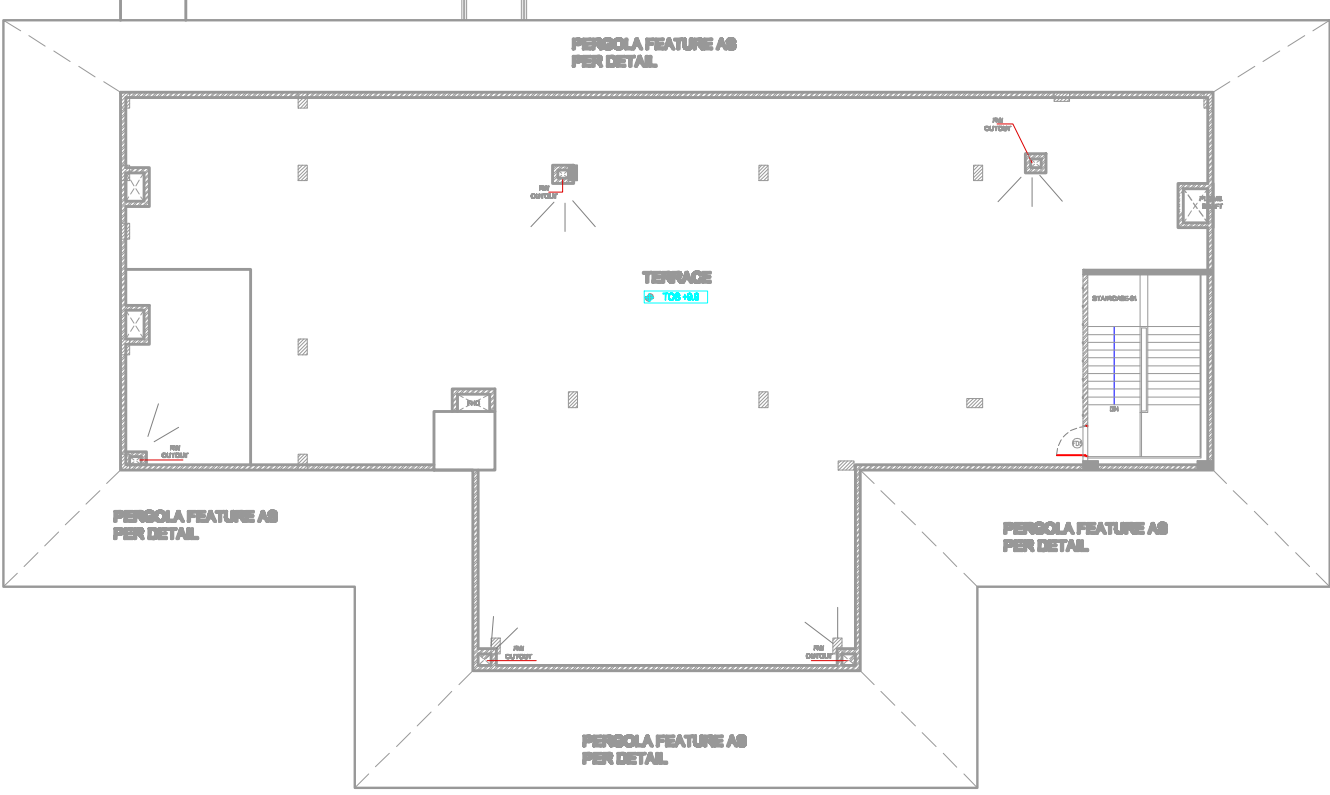 PERGOLA FEATURE AS
PER DETAIL
RW
CUTOUT
RW
CUTOUT
TERRACE
TOS +9.9
STAIRCASE-01
DN
RW
CUTOUT
PERGOLA FEATURE AS
PER DETAIL
PERGOLA FEATURE AS
PER DETAIL
RW
CUTOUT
RW
CUTOUT
PERGOLA FEATURE AS
PER DETAIL